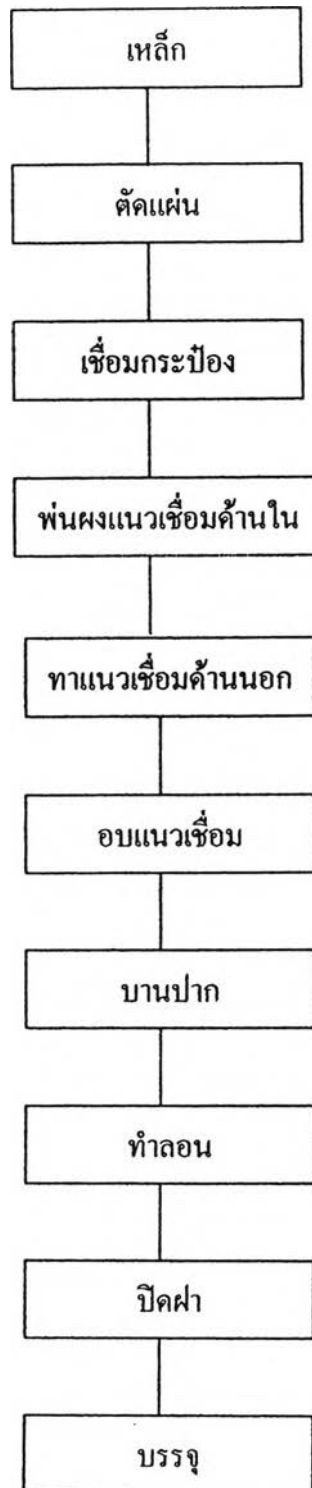 เหล็ก
ตัดแผ่น
เชื่อมกระป๋อง
พ่นผงแนวเชื่อมด้านใน
ทาแนวเชื่อมด้านนอก
อบแนวเชื่อม
บานปาก
ทำลอน
ปิดฝา
บรรจุ